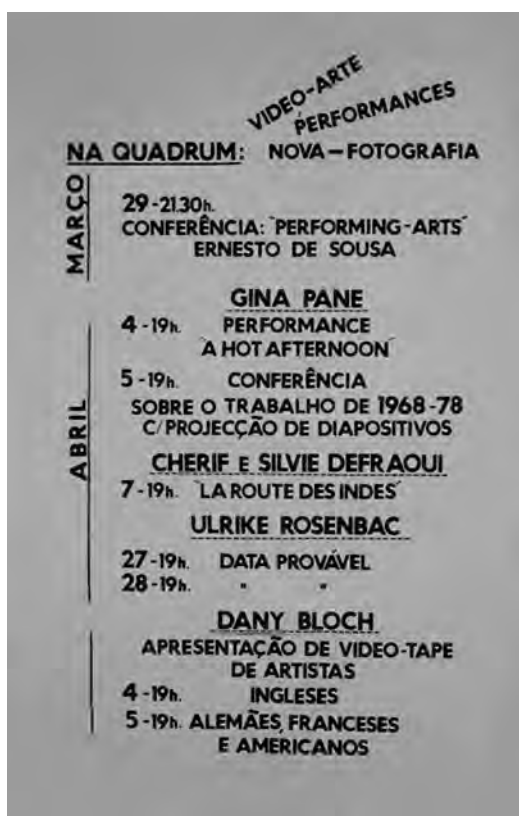 VIDEO-ARTE
PERFORMANCES
NA QUADRUM: NOVA-FOTOGRAFIA
MARÇO
29-21.30h.
CONFERÊNCIA: "PERFORMING-ARTS"
ERNESTO DE SOUSA
ABRIL
GINA PANE
4-19h. PERFORMANCE
"A HOT AFTERNOON"
5-19h. CONFERÊNCIA
SOBRE O TRABALHO DE 1968-78
C/PROJECÇÃO DE DIAPOSITIVOS
CHERIF E SILVIE DEFRAOUI
7-19h. "LA ROUTE DES INDES"
ULRIKE ROSENBAC
27-19h. DATA PROVÁVEL
28-19h. " "
DANY BLOCH
APRESENTAÇÃO DE VIDEO-TAPE
DE ARTISTAS
4-19h. INGLESES
5-19h. ALEMÃES, FRANCESES
E AMERICANOS